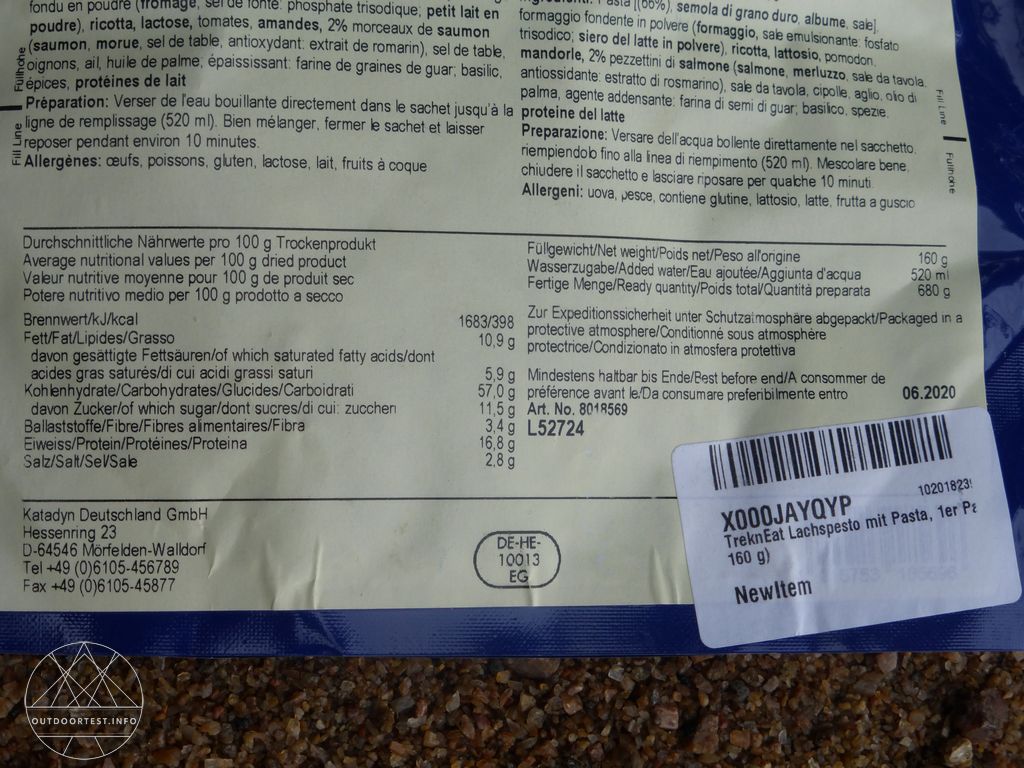 fondu en poudre (fromage, sel de fonte: phosphate trisodique; petit lait en
poudre), ricotta, lactose, tomates, amandes, 2% morceaux de saumon
(saumon, morue, sel de table, antioxydant: extrait de romarin), sel de table,
oignons, ail, huile de palme, épaississant: farine de graines de guar, basilic,
épices, protéines de lait
Préparation: Verser de l'eau bouillante directement dans le sachet jusqu'à la
ligne de remplissage (520 ml). Bien mélanger, fermer le sachet et laisser
reposer pendant environ 10 minutes.
Allergènes: œufs, poissons, gluten, lactose, lait, fruits à coque
Füllhöhe
Fill Line
semola di grano duro, albume, sale],
formaggio fondente in polvere (formaggio, sale emulsionante: fosfato
trisodico; siero del latte in polvere), ricotta, lattosio, pomodori,
mandorle, 2% pezzettini di salmone (salmone, merluzzo, sale da tavola,
antiossidante: estratto di rosmarino), sale da tavola, cipolle, aglio, olio di
palma, agente addensante: farina di semi di guar, basilico, spezie,
proteine del latte
Preparazione: Versare dell'acqua bollente direttamente nel sacchetto,
riempiendolo fino alla linea di riempimento (520 ml). Mescolare bene,
chiudere il sacchetto e lasciare riposare per qualche 10 minuti.
Allergeni: uova, pesce, contiene glutine, lattosio, latte, frutta a guscio
Fill Line
Füllhöhe
Durchschnittliche Nährwerte pro 100 g Trockenprodukt
Average nutritional values per 100 g dried product
Valeur nutritive moyenne pour 100 g de produit sec
Potere nutritivo medio per 100 g prodotto a secco
Brennwert/kJ/kcal 1683/398
Fett/Fat/Lipides/Grasso 10,9 g
davon gesättigte Fettsäuren/of which saturated fatty acids/dont
acides gras saturés/di cui acidi grassi saturi 5,9 g
Kohlenhydrate/Carbohydrates/Glucides/Carboidrati 57,0 g
davon Zucker/of which sugar/dont sucres/di cui: zuccheri 11,5 g
Ballaststoffe/Fibre/Fibres alimentaires/Fibra 3,4 g
Eiweiss/Protein/Protéines/Proteina 16,8 g
Salz/Salt/Sel/Sale 2,8 g
Füllgewicht/Net weight/Poids net/Peso all'origine 160 g
Wasserzugabe/Added water/Eau ajoutée/Aggiunta d'acqua 520 ml
Fertige Menge/Ready quantity/Poids total/Quantità preparata 680 g
Zur Expeditionssicherheit unter Schutzatmosphäre abgepackt/Packaged in a
protective atmosphere/Conditionné sous atmosphère
protectrice/Condizionato in atmosfera protettiva
Mindestens haltbar bis Ende/Best before end/A consommer de
préférence avant le/Da consumare preferibilmente entro 06.2020
Art. No. 8018569
L52724
Katadyn Deutschland GmbH
Hessenring 23
D-64546 Mörfelden-Walldorf
Tel +49 (0)6105-456789
Fax +49 (0)6105-45877
DE-HE-
10013
EG
X000JAYQYP
TreknEat Lachspesto mit Pasta, 1er
160 g)
NewItem
OUTDOORTEST.INFO